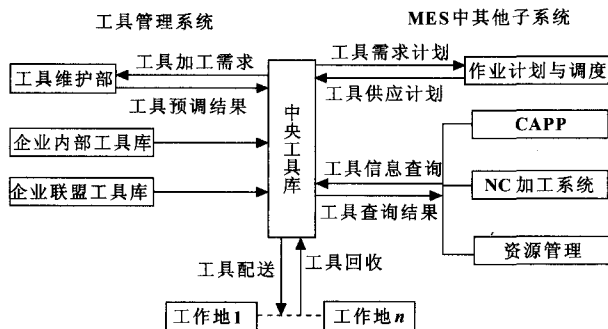 工具管理系统
MES中其他子系统
工具加工需求
工具需求计划
工具维护部
作业计划与调度
工具预调结果
工具供应计划
中央工具库
CAPP
企业内部工具库
工具信息查询
企业联盟工具库
NC加工系统
工具查询结果
资源管理
工具配送
工具回收
工作地1
工作地n